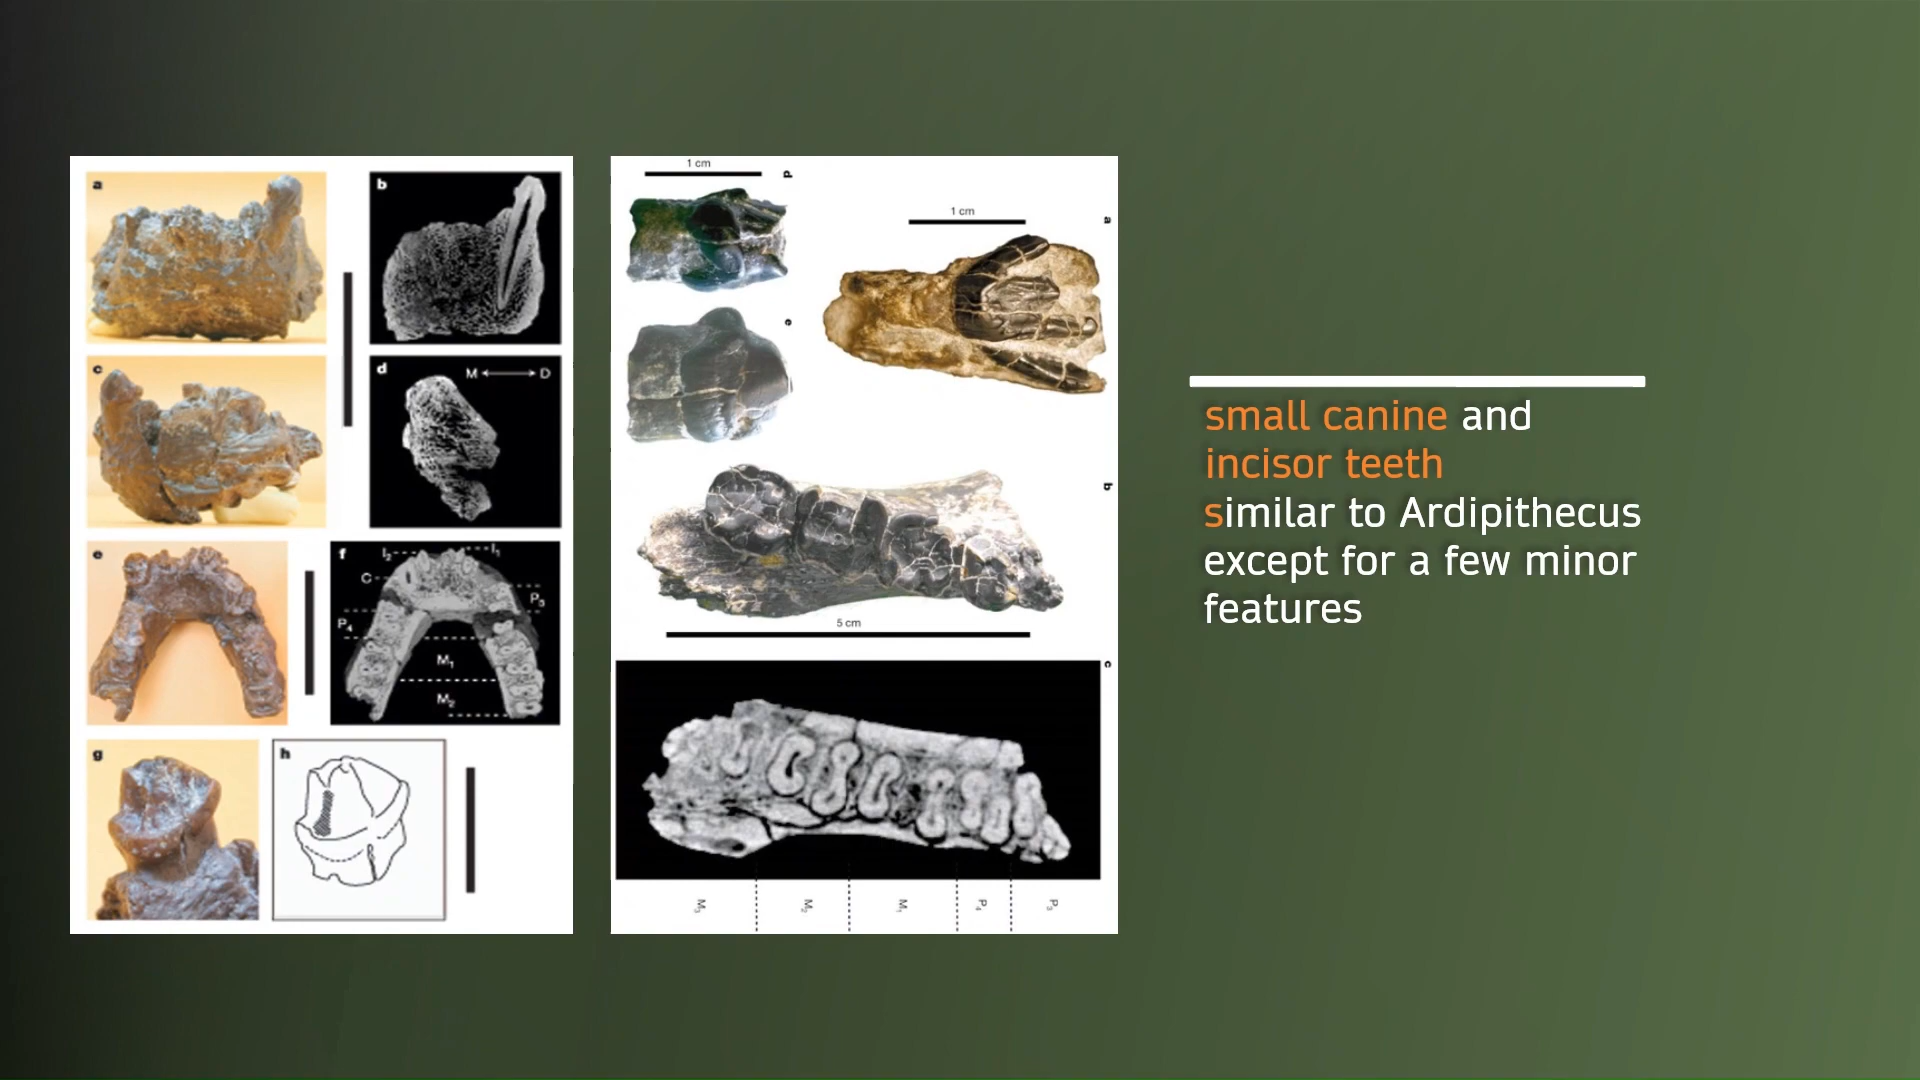 a
b
c
d
M
D
e
f
I2
I1
C
P3
P4
M1
M2
g
h
1 cm
d
1 cm
a
e
b
5 cm
c
M3
M2
M1
P4
P3
small canine and
incisor teeth
similar to Ardipithecus
except for a few minor
features